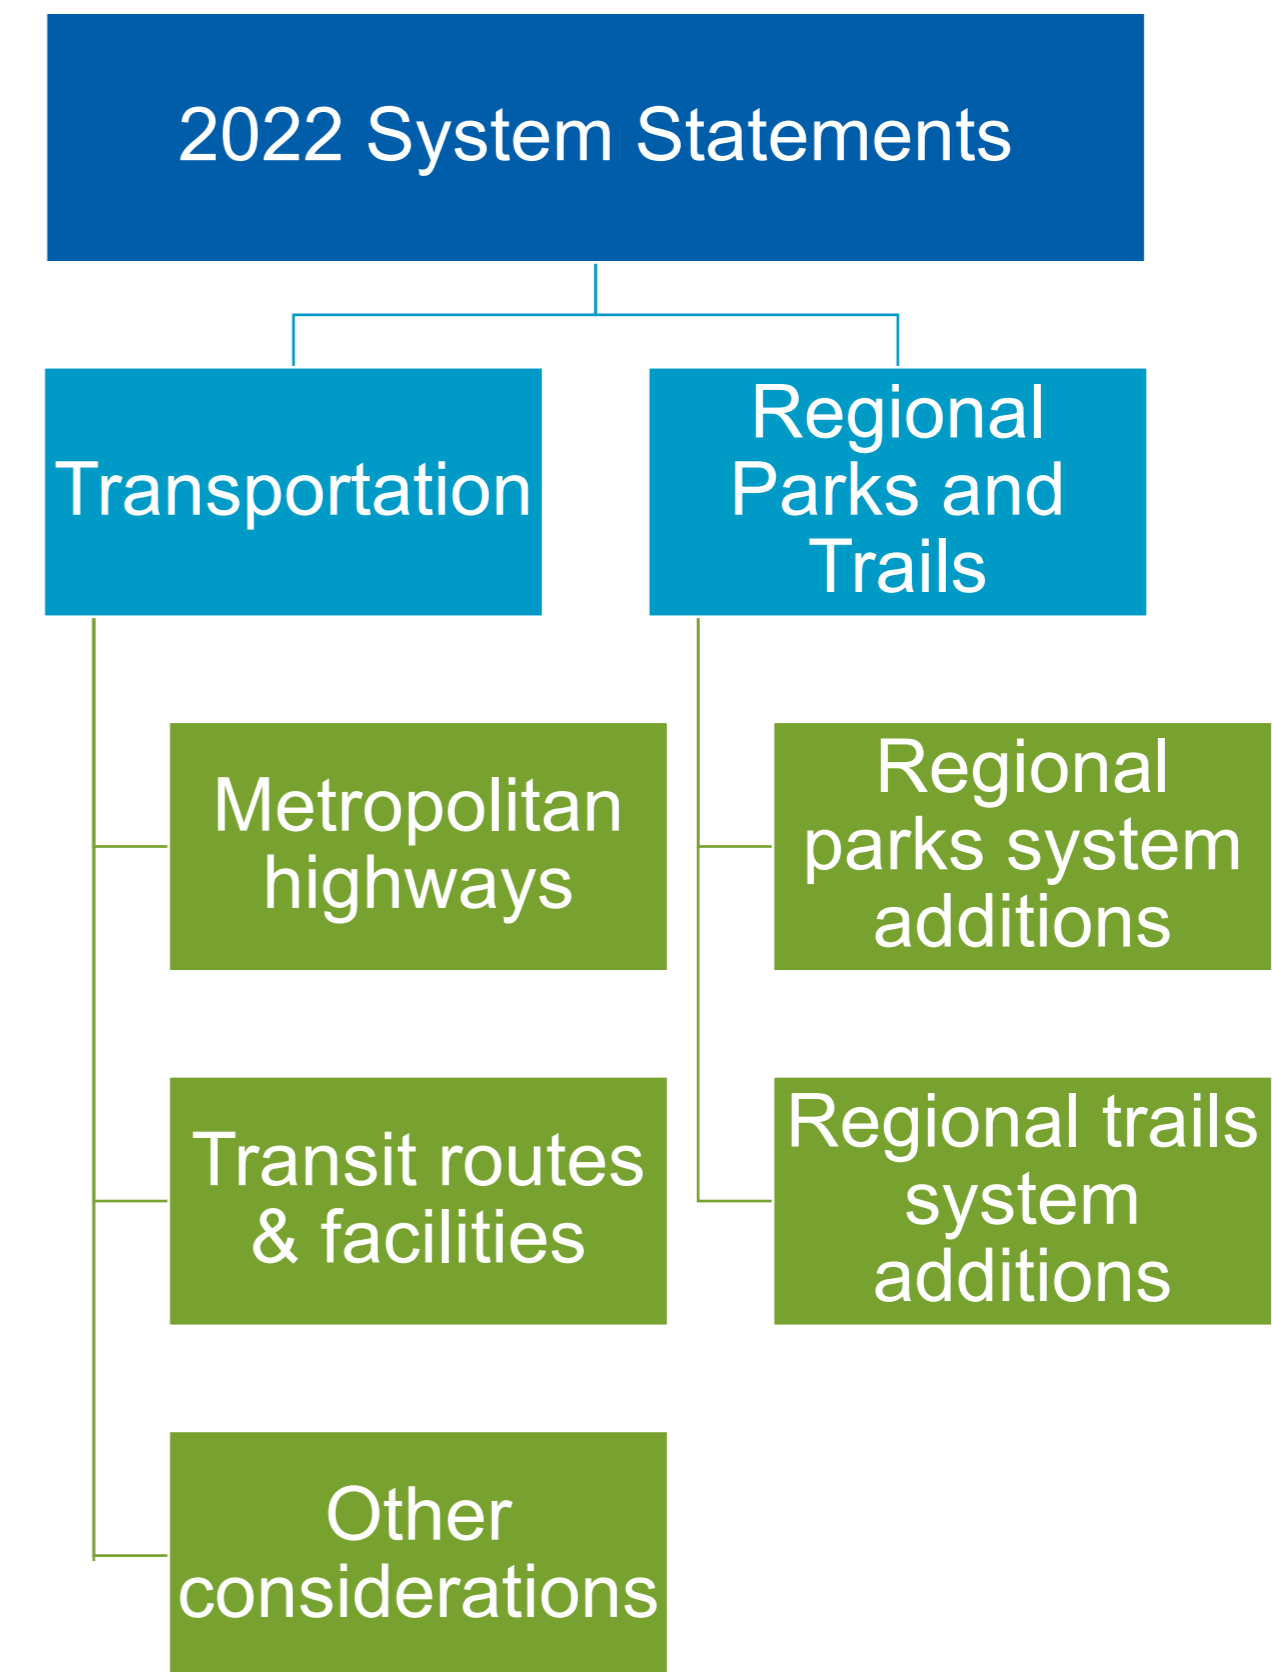 2022 System Statements
Transportation
Regional
Parks and
Trails
Metropolitan
highways
Transit routes
& facilities
Other
considerations
Regional
parks system
additions
Regional trails
system
additions